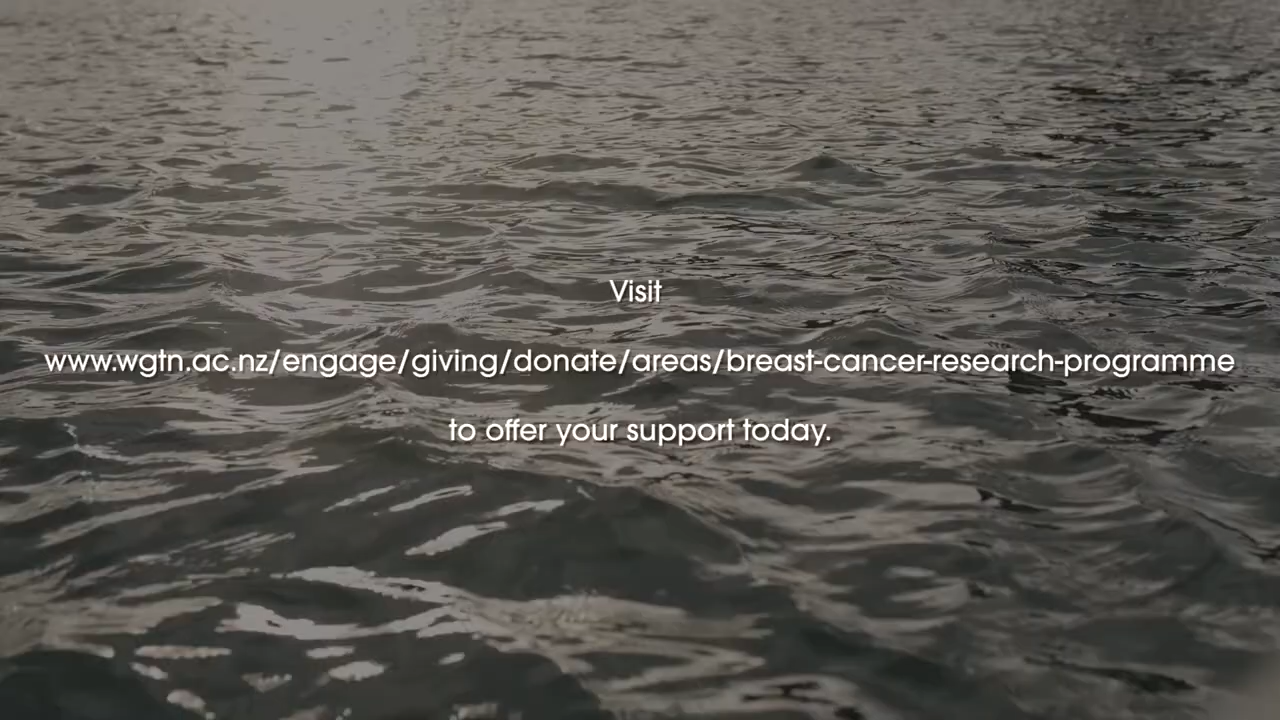 Visit
www.wgtn.ac.nz/engage/giving/donate/areas/breast-cancer-research-programme
to offer your support today.